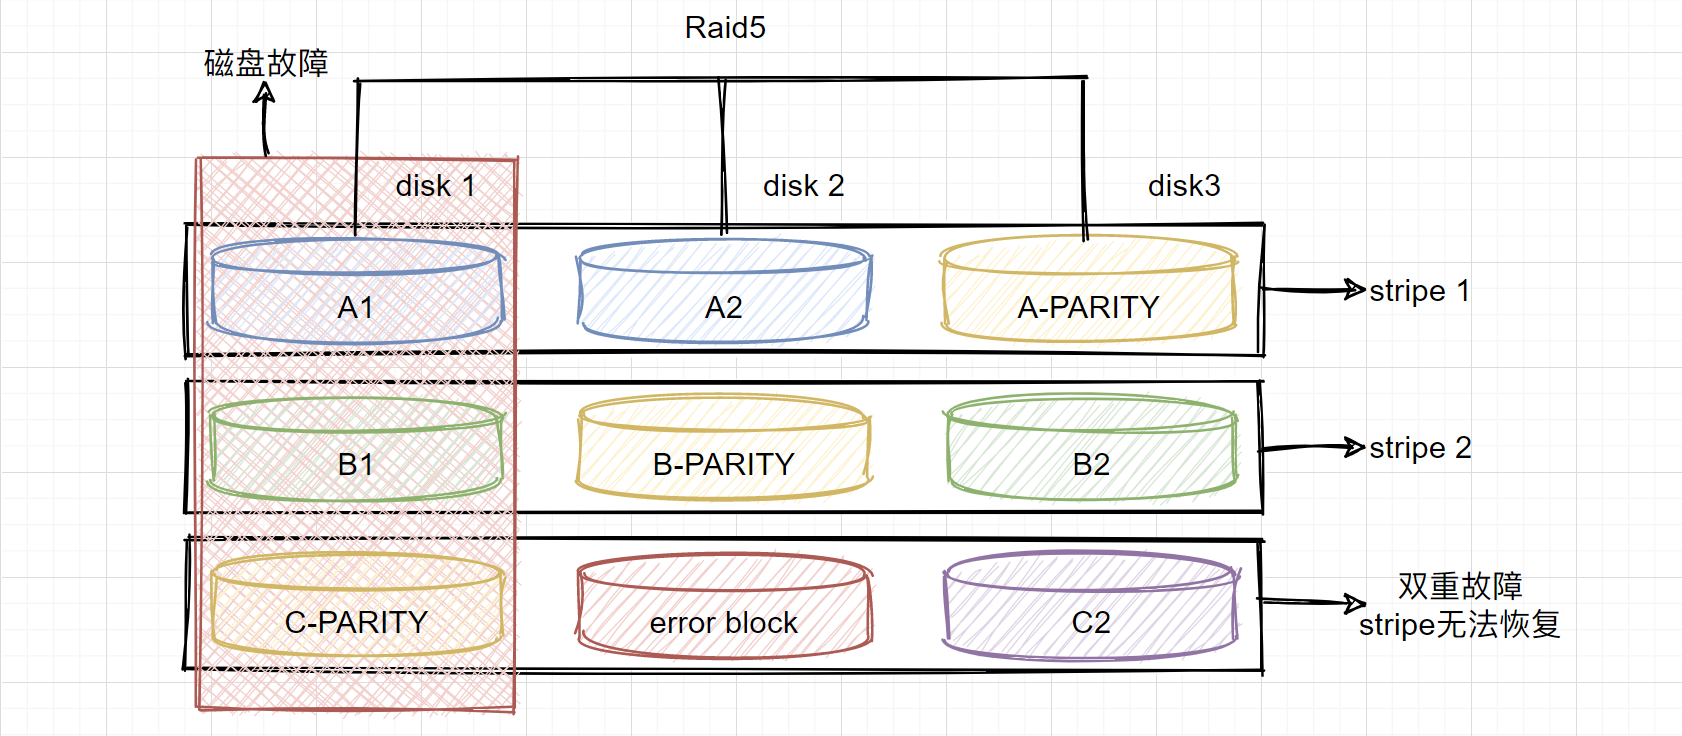 Raid5
磁盘故障
disk 1
disk 2
disk3
A1
A2
A-PARITY
stripe 1
B1
B-PARITY
B2
stripe 2
C-PARITY
error block
C2
双重故障
stripe无法恢复